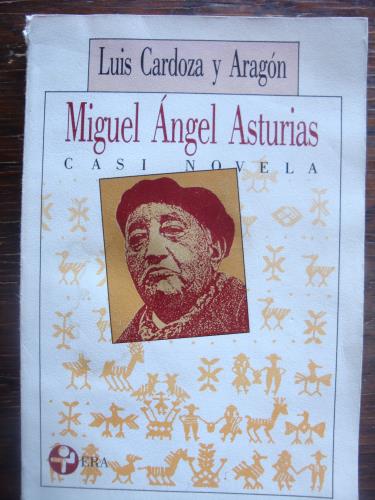 Luis Cardoza y Aragón
Miguel Ángel Asturias
CASI NOVELA
ERA